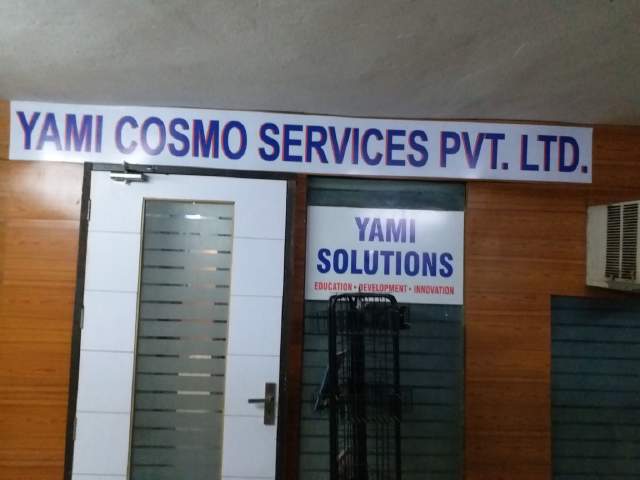 YAMI COSMO SERVICES PVT. LTD.
YAMI
SOLUTIONS
EDUCATION • DEVELOPMENT • INNOVATION